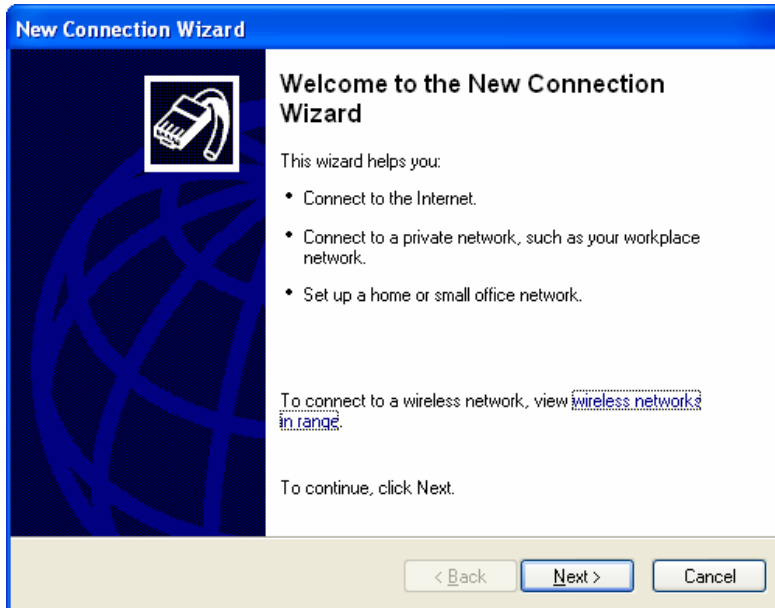 New Connection Wizard
Welcome to the New Connection
Wizard
This wizard helps you:
• Connect to the Internet.
• Connect to a private network, such as your workplace
network.
• Set up a home or small office network.
To connect to a wireless network, view wireless networks
in range.
To continue, click Next.
< Back
Next >
Cancel